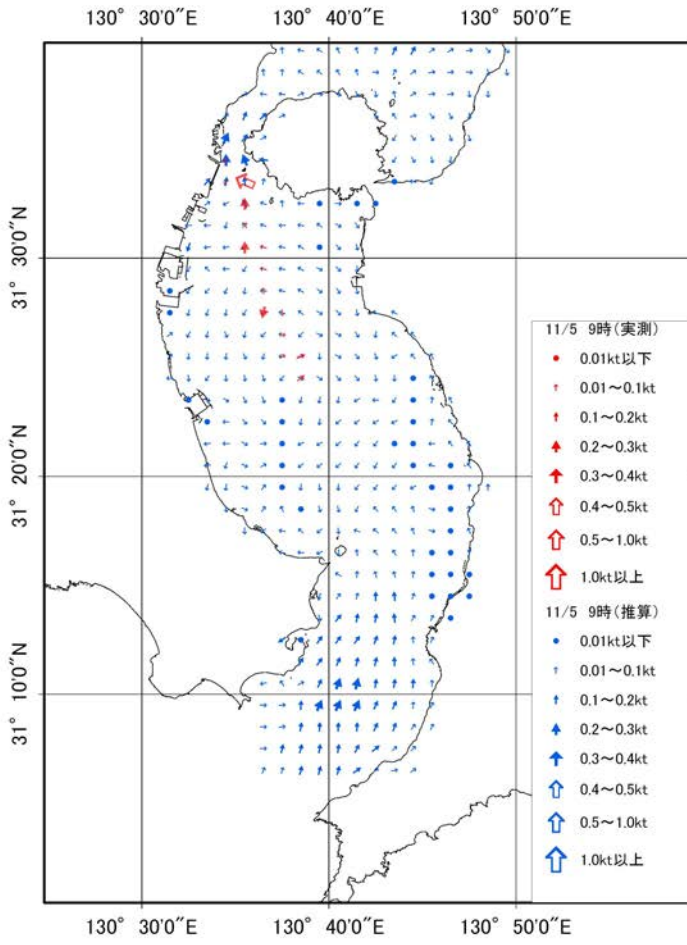 130° 30'0"E 130° 40'0"E 130° 50'0"E
31° 30'0"N
31° 20'0"N
31° 10'0"N
11/5 9時(実測)
0.01kt以下
0.01～0.1kt
0.1～0.2kt
0.2～0.3kt
0.3～0.4kt
0.4～0.5kt
0.5～1.0kt
1.0kt以上
11/5 9時(推算)
0.01kt以下
0.01～0.1kt
0.1～0.2kt
0.2～0.3kt
0.3～0.4kt
0.4～0.5kt
0.5～1.0kt
1.0kt以上
130° 30'0"E 130° 40'0"E 130° 50'0"E